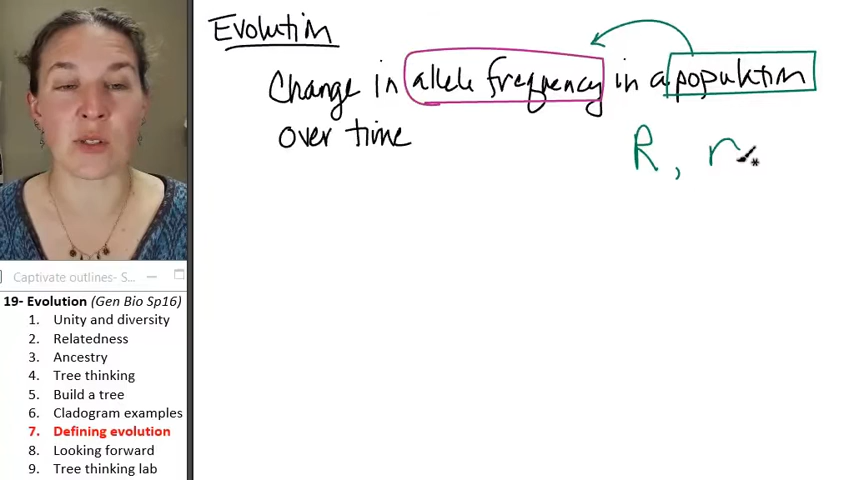 Evolution
Change in allele frequency in a population
over time
R, r
Captivate outlines- S...
19- Evolution (Gen Bio Sp16)
1. Unity and diversity
2. Relatedness
3. Ancestry
4. Tree thinking
5. Build a tree
6. Cladogram examples
7. Defining evolution
8. Looking forward
9. Tree thinking lab